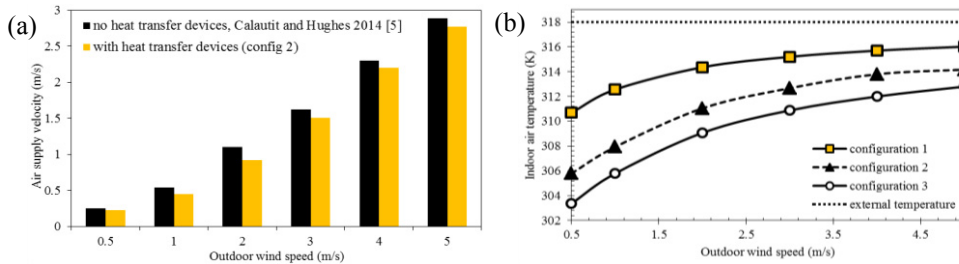 (a)
Air supply velocity (m/s)
3
2.5
2
1.5
1
0.5
0
no heat transfer devices, Calautit and Hughes 2014 [5]
with heat transfer devices (config 2)
0.5 1 2 3 4 5
Outdoor wind speed (m/s)
(b)
Indoor air temperature (K)
318
316
314
312
310
308
306
304
302
configuration 1
configuration 2
configuration 3
external temperature
0.5 1.5 2.5 3.5 4.5
Outdoor wind speed (m/s)